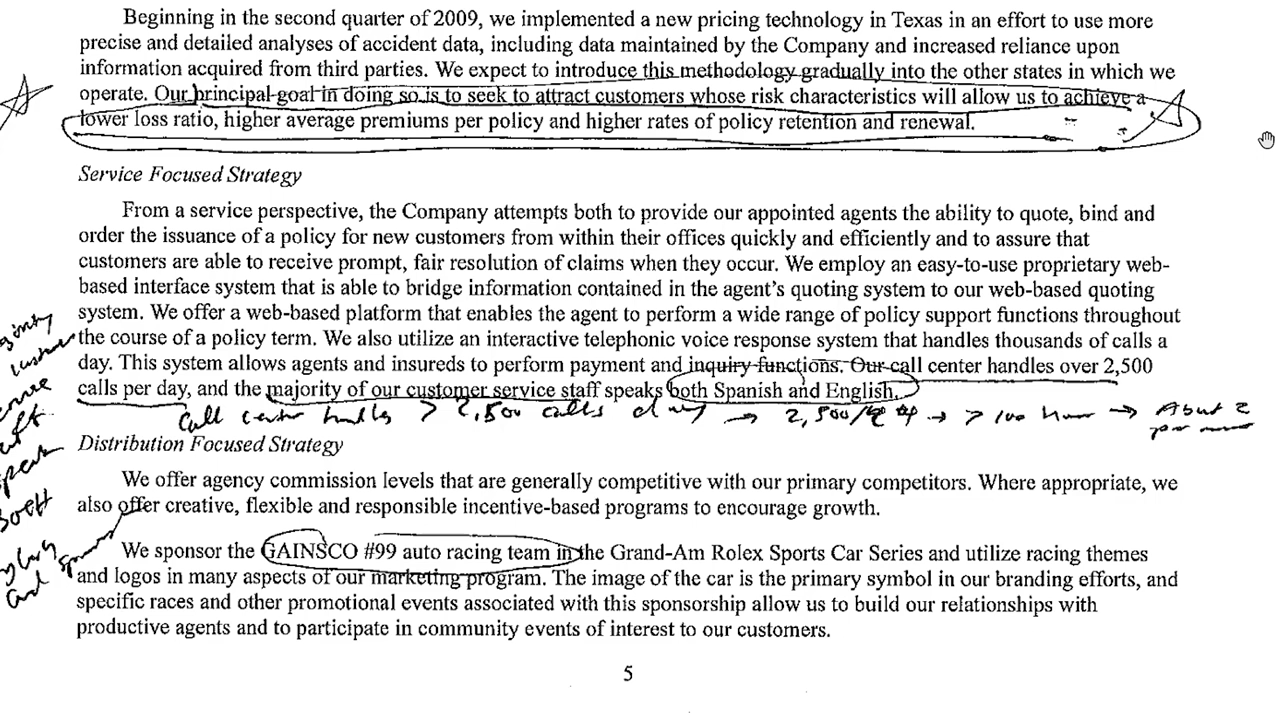 Beginning in the second quarter of 2009, we implemented a new pricing technology in Texas in an effort to use more
precise and detailed analyses of accident data, including data maintained by the Company and increased reliance upon
information acquired from third parties. We expect to introduce this methodology gradually into the other states in which we
operate. Our principal goal in doing so is to seek to attract customers whose risk characteristics will allow us to achieve a
lower loss ratio, higher average premiums per policy and higher rates of policy retention and renewal.
Service Focused Strategy
From a service perspective, the Company attempts both to provide our appointed agents the ability to quote, bind and
order the issuance of a policy for new customers from within their offices quickly and efficiently and to assure that
customers are able to receive prompt, fair resolution of claims when they occur. We employ an easy-to-use proprietary web-
based interface system that is able to bridge information contained in the agent's quoting system to our web-based quoting
system. We offer a web-based platform that enables the agent to perform a wide range of policy support functions throughout
the course of a policy term. We also utilize an interactive telephonic voice response system that handles thousands of calls a
day. This system allows agents and insureds to perform payment and inquiry functions. Our call center handles over 2,500
calls per day, and the majority of our customer service staff speaks both Spanish and English.
Call center handles > 2,500 calls day → 2,500/ → > 100 hour → About 2
per
Distribution Focused Strategy
We offer agency commission levels that are generally competitive with our primary competitors. Where appropriate, we
also offer creative, flexible and responsible incentive-based programs to encourage growth.
We sponsor the GAINSCO #99 auto racing team in the Grand-Am Rolex Sports Car Series and utilize racing themes
and logos in many aspects of our marketing program. The image of the car is the primary symbol in our branding efforts, and
specific races and other promotional events associated with this sponsorship allow us to build our relationships with
productive agents and to participate in community events of interest to our customers.
5